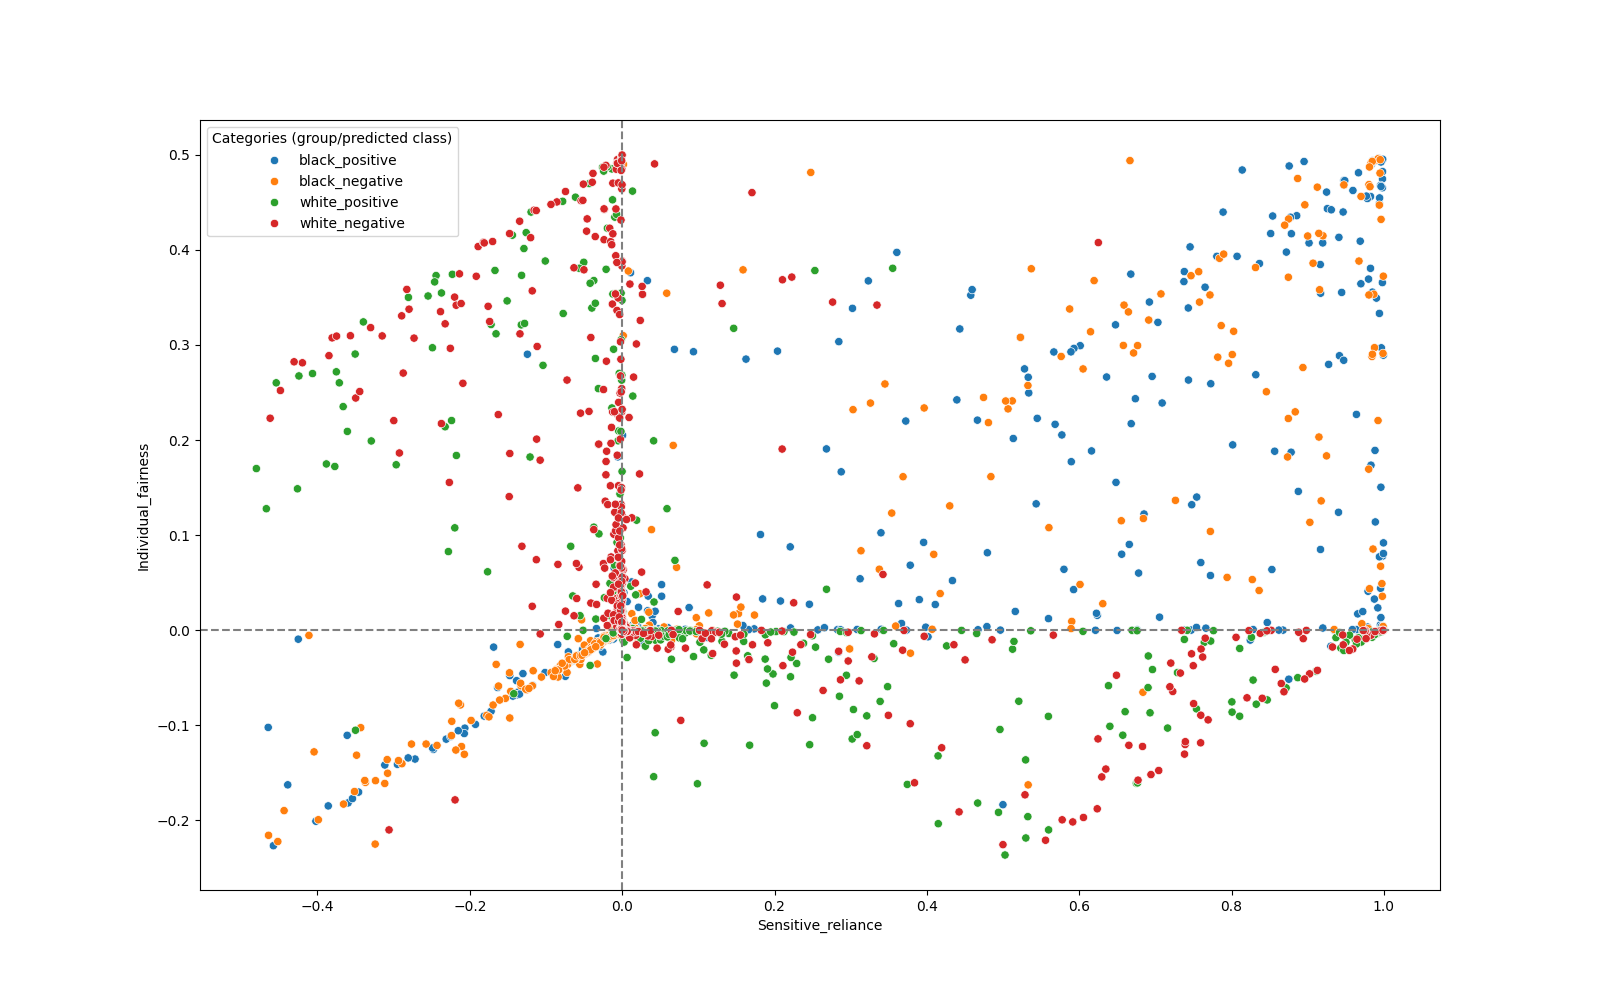 Categories (group/predicted class)
black_positive
black_negative
white_positive
white_negative
0.5
0.4
0.3
0.2
0.1
0.0
−0.1
−0.2
Individual_fairness
−0.4
−0.2
0.0
0.2
0.4
0.6
0.8
1.0
Sensitive_reliance